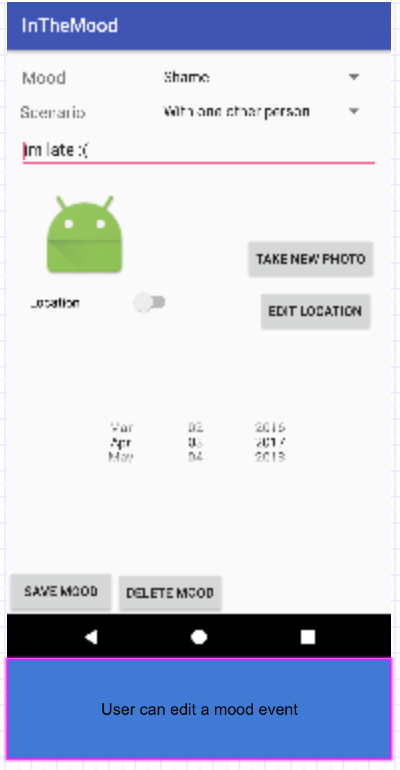 InTheMood
Mood Shame
Scenario With one other person
im late :(
TAKE NEW PHOTO
Location
EDIT LOCATION
Mar 02 2016
Apr 03 2017
May 04 2018
SAVE MOOD DELETE MOOD
User can edit a mood event